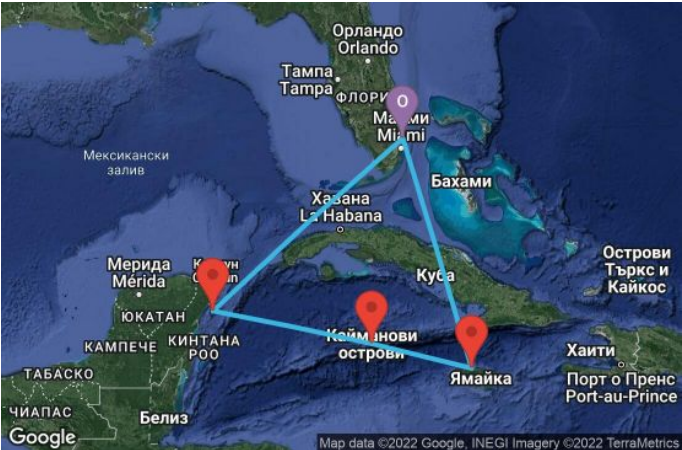 Орландо
Orlando
Тампа
Tampa
ФЛОРИ
O
Miami
Мексикански
залив
Бахами
Хавана
La Habana
Мерида
Mérida
Куба
Острови
Търкс и
Кайкос
ЮКАТАН
КАМПЕЧЕ
КИНТАНА
РОО
Кайманови
острови
Хаити
ТАБАСКО
Ямайка
Порт о Пренс
Port-au-Prince
ЧИАПАС
Белиз
Google
Map data ©2022 Google, INEGI Imagery ©2022 TerraMetrics